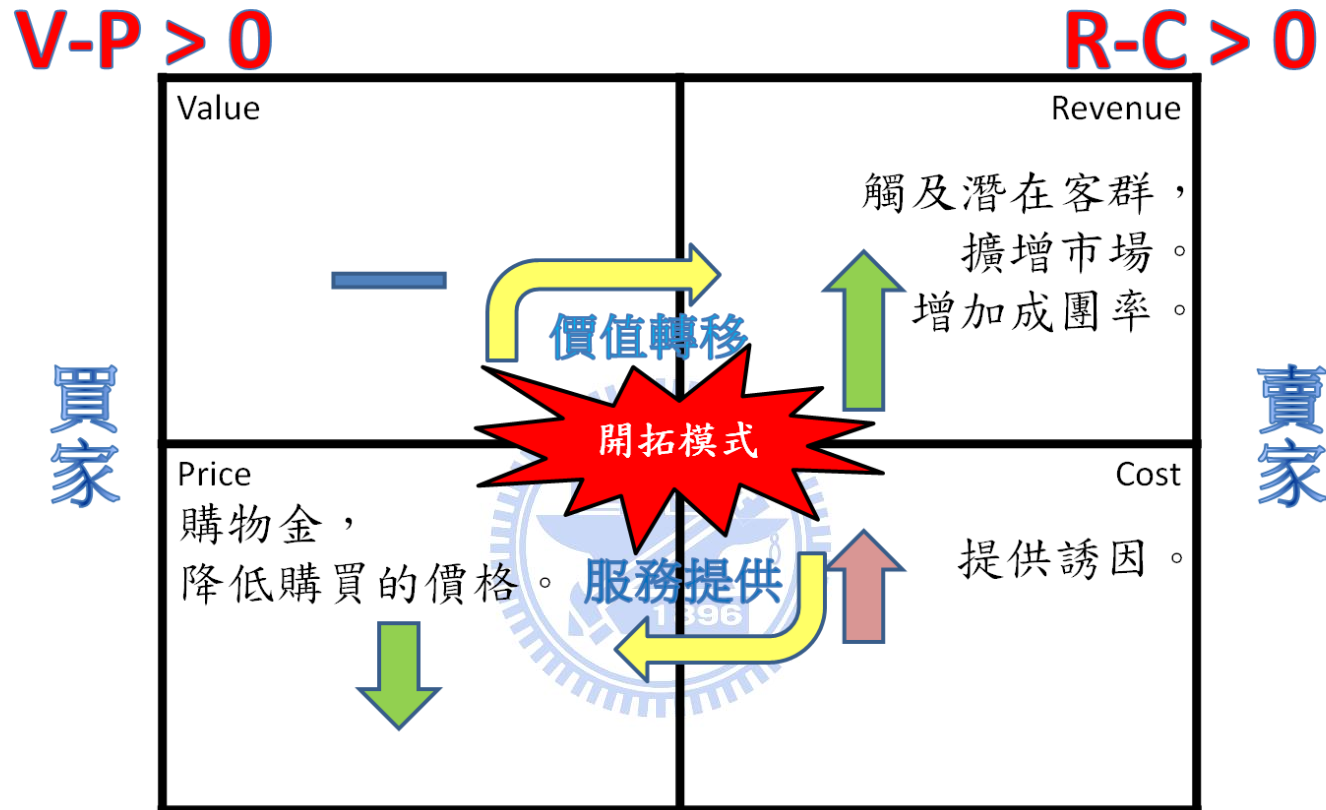 V-P > 0
R-C > 0
Value
Revenue
觸及潛在客群，
擴增市場。
增加成團率。
價值轉移
買家
賣家
開拓模式
Price
Cost
購物金，
降低購買的價格。
服務提供
提供誘因。
1896